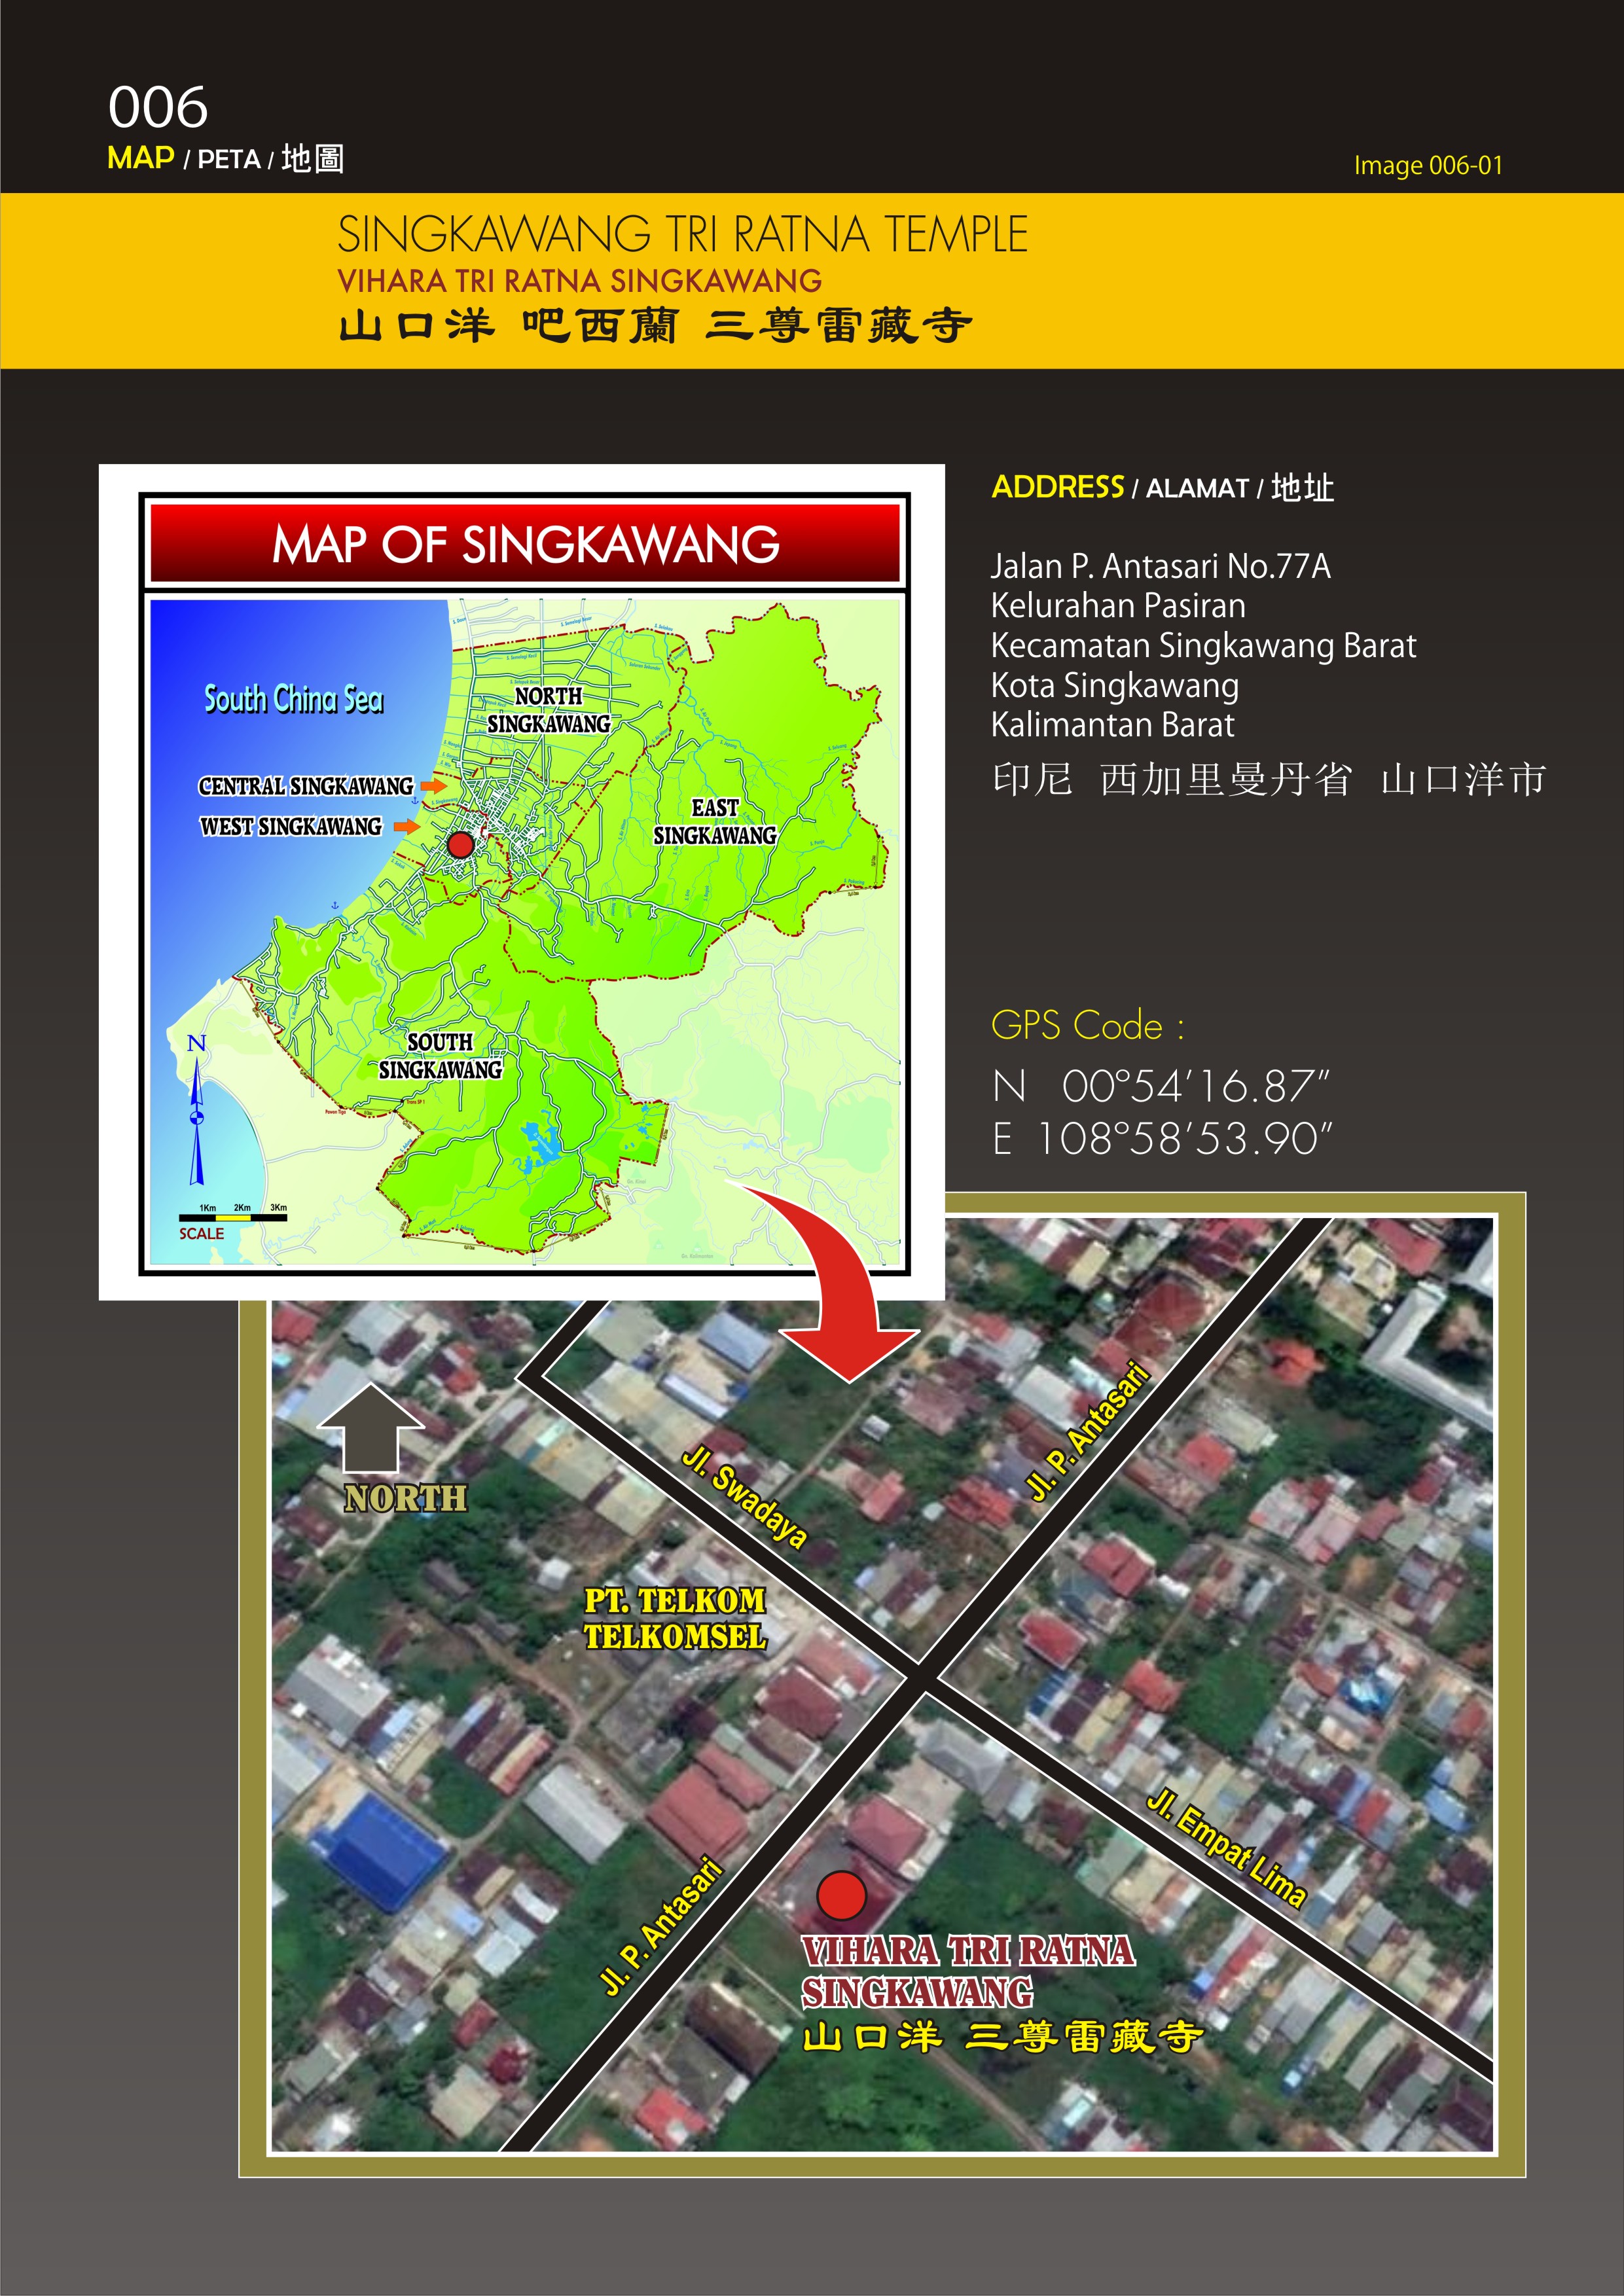 006
MAP / PETA / 地圖
Image 006-01
SINGKAWANG TRI RATNA TEMPLE
VIHARA TRI RATNA SINGKAWANG
山口洋 吧西蘭 三尊雷藏寺
MAP OF SINGKAWANG
South China Sea
NORTH
SINGKAWANG
CENTRAL SINGKAWANG
WEST SINGKAWANG
EAST
SINGKAWANG
SOUTH
SINGKAWANG
N
1Km 2Km 3Km
SCALE
ADDRESS / ALAMAT / 地址
Jalan P. Antasari No.77A
Kelurahan Pasiran
Kecamatan Singkawang Barat
Kota Singkawang
Kalimantan Barat
印尼 西加里曼丹省 山口洋市
GPS Code :
N 00°54'16.87"
E 108°58'53.90"
NORTH
Jl. Swadaya
Jl. P. Antasari
PT. TELKOM
TELKOMSEL
Jl. Empat Lima
Jl. P. Antasari
VIHARA TRI RATNA
SINGKAWANG
山口洋 三尊雷藏寺